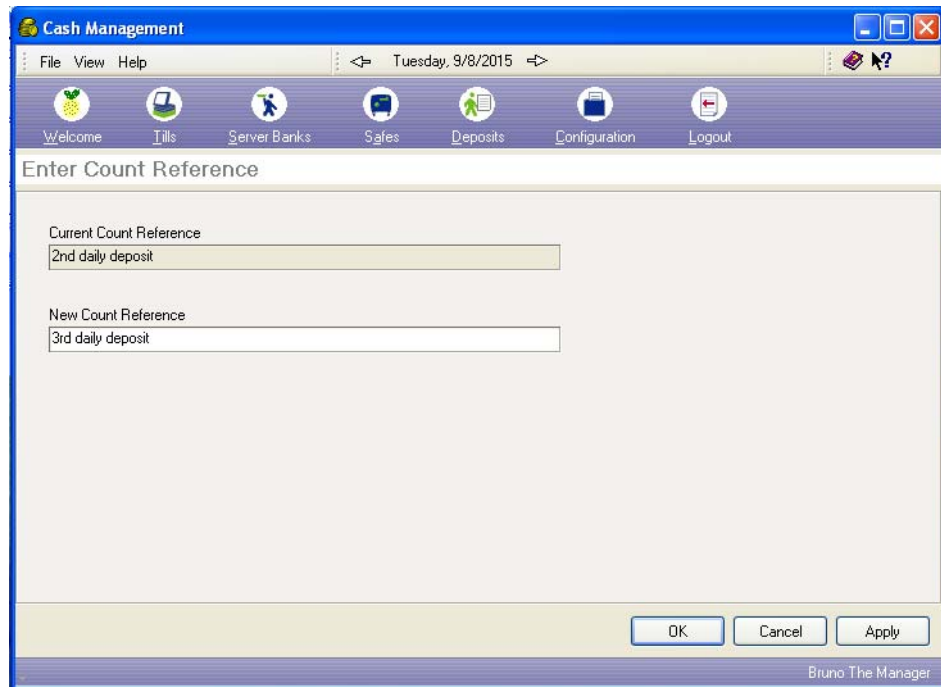 Cash Management
File View Help
Tuesday, 9/8/2015
?
Welcome Tills Server Banks Safes Deposits Configuration Logout
Enter Count Reference
Current Count Reference
2nd daily deposit
New Count Reference
3rd daily deposit
OK Cancel Apply
Bruno The Manager